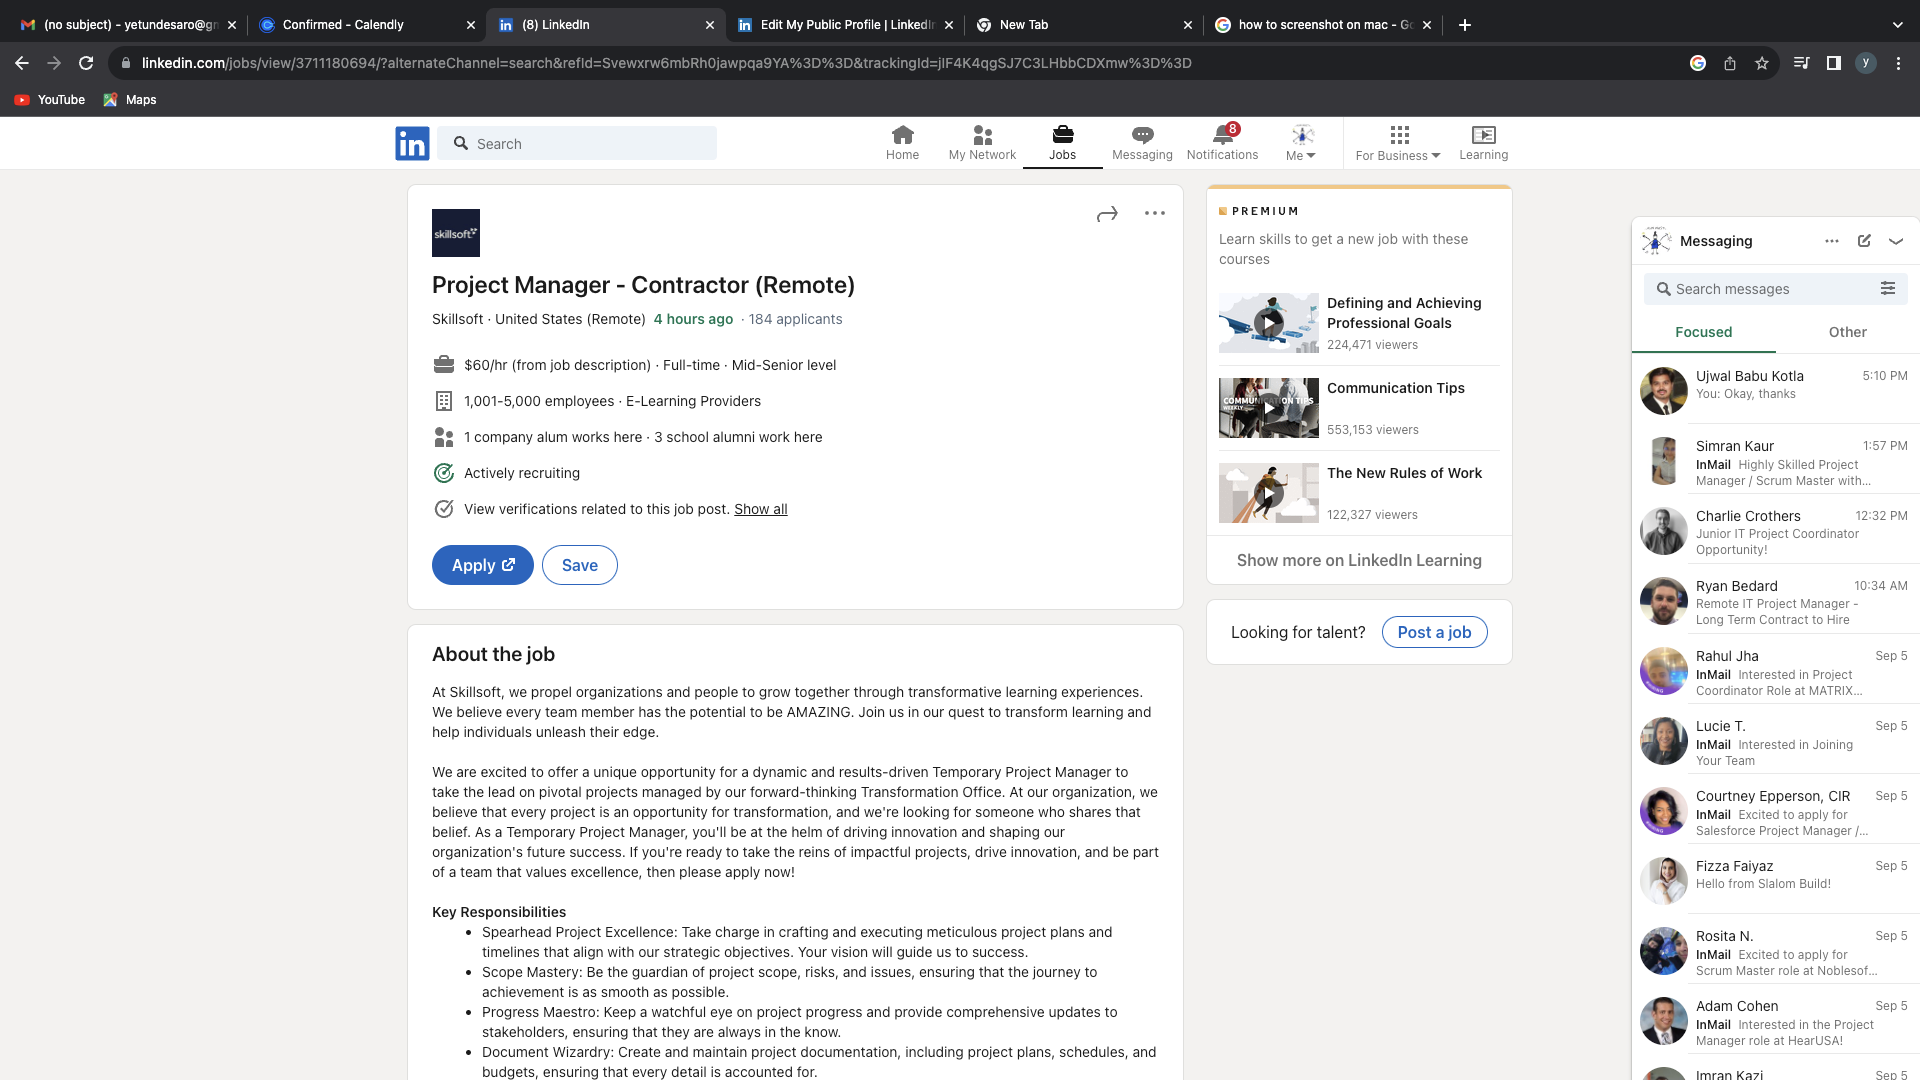 (no subject) - yetundesaro@gm
Confirmed - Calendly
(8) LinkedIn
Edit My Public Profile | LinkedIn
New Tab
how to screenshot on mac - Go
linkedin.com/jobs/view/3711180694/?alternateChannel=search&refId=Svewxrw6mbRh0jawpqa9YA%3D%3D&trackingId=jIF4K4qgSJ7C3LHbbCDXmw%3D%3D
y
YouTube
Maps
in
Search
Home
My Network
Jobs
Messaging
8
Notifications
Me
For Business
Learning
skillsoft
Project Manager - Contractor (Remote)
Skillsoft · United States (Remote) 4 hours ago · 184 applicants
$60/hr (from job description) · Full-time · Mid-Senior level
1,001-5,000 employees · E-Learning Providers
1 company alum works here · 3 school alumni work here
Actively recruiting
View verifications related to this job post. Show all
Apply
Save
About the job
At Skillsoft, we propel organizations and people to grow together through transformative learning experiences.
We believe every team member has the potential to be AMAZING. Join us in our quest to transform learning and
help individuals unleash their edge.
We are excited to offer a unique opportunity for a dynamic and results-driven Temporary Project Manager to
take the lead on pivotal projects managed by our forward-thinking Transformation Office. At our organization, we
believe that every project is an opportunity for transformation, and we're looking for someone who shares that
belief. As a Temporary Project Manager, you'll be at the helm of driving innovation and shaping our
organization's future success. If you're ready to take the reins of impactful projects, drive innovation, and be part
of a team that values excellence, then please apply now!
Key Responsibilities
• Spearhead Project Excellence: Take charge in crafting and executing meticulous project plans and
timelines that align with our strategic objectives. Your vision will guide us to success.
• Scope Mastery: Be the guardian of project scope, risks, and issues, ensuring that the journey to
achievement is as smooth as possible.
• Progress Maestro: Keep a watchful eye on project progress and provide comprehensive updates to
stakeholders, ensuring that they are always in the know.
• Document Wizardry: Create and maintain project documentation, including project plans, schedules, and
budgets, ensuring that every detail is accounted for.
PREMIUM
Learn skills to get a new job with these
courses
Defining and Achieving
Professional Goals
224,471 viewers
COMMUNICATION TIPS
WEEKLY
Communication Tips
553,153 viewers
The New Rules of Work
122,327 viewers
Show more on LinkedIn Learning
Looking for talent?
Post a job
Messaging
Search messages
Focused
Other
Ujwal Babu Kotla 5:10 PM
You: Okay, thanks
Simran Kaur 1:57 PM
InMail Highly Skilled Project
Manager / Scrum Master with...
Charlie Crothers 12:32 PM
Junior IT Project Coordinator
Opportunity!
Ryan Bedard 10:34 AM
Remote IT Project Manager -
Long Term Contract to Hire
Rahul Jha Sep 5
InMail Interested in Project
Coordinator Role at MATRIX...
Lucie T. Sep 5
InMail Interested in Joining
Your Team
Courtney Epperson, CIR Sep 5
InMail Excited to apply for
Salesforce Project Manager /...
Fizza Faiyaz Sep 5
Hello from Slalom Build!
Rosita N. Sep 5
InMail Excited to apply for
Scrum Master role at Noblesof...
Adam Cohen Sep 5
InMail Interested in the Project
Manager role at HearUSA!
Imran Kazi Sep 5